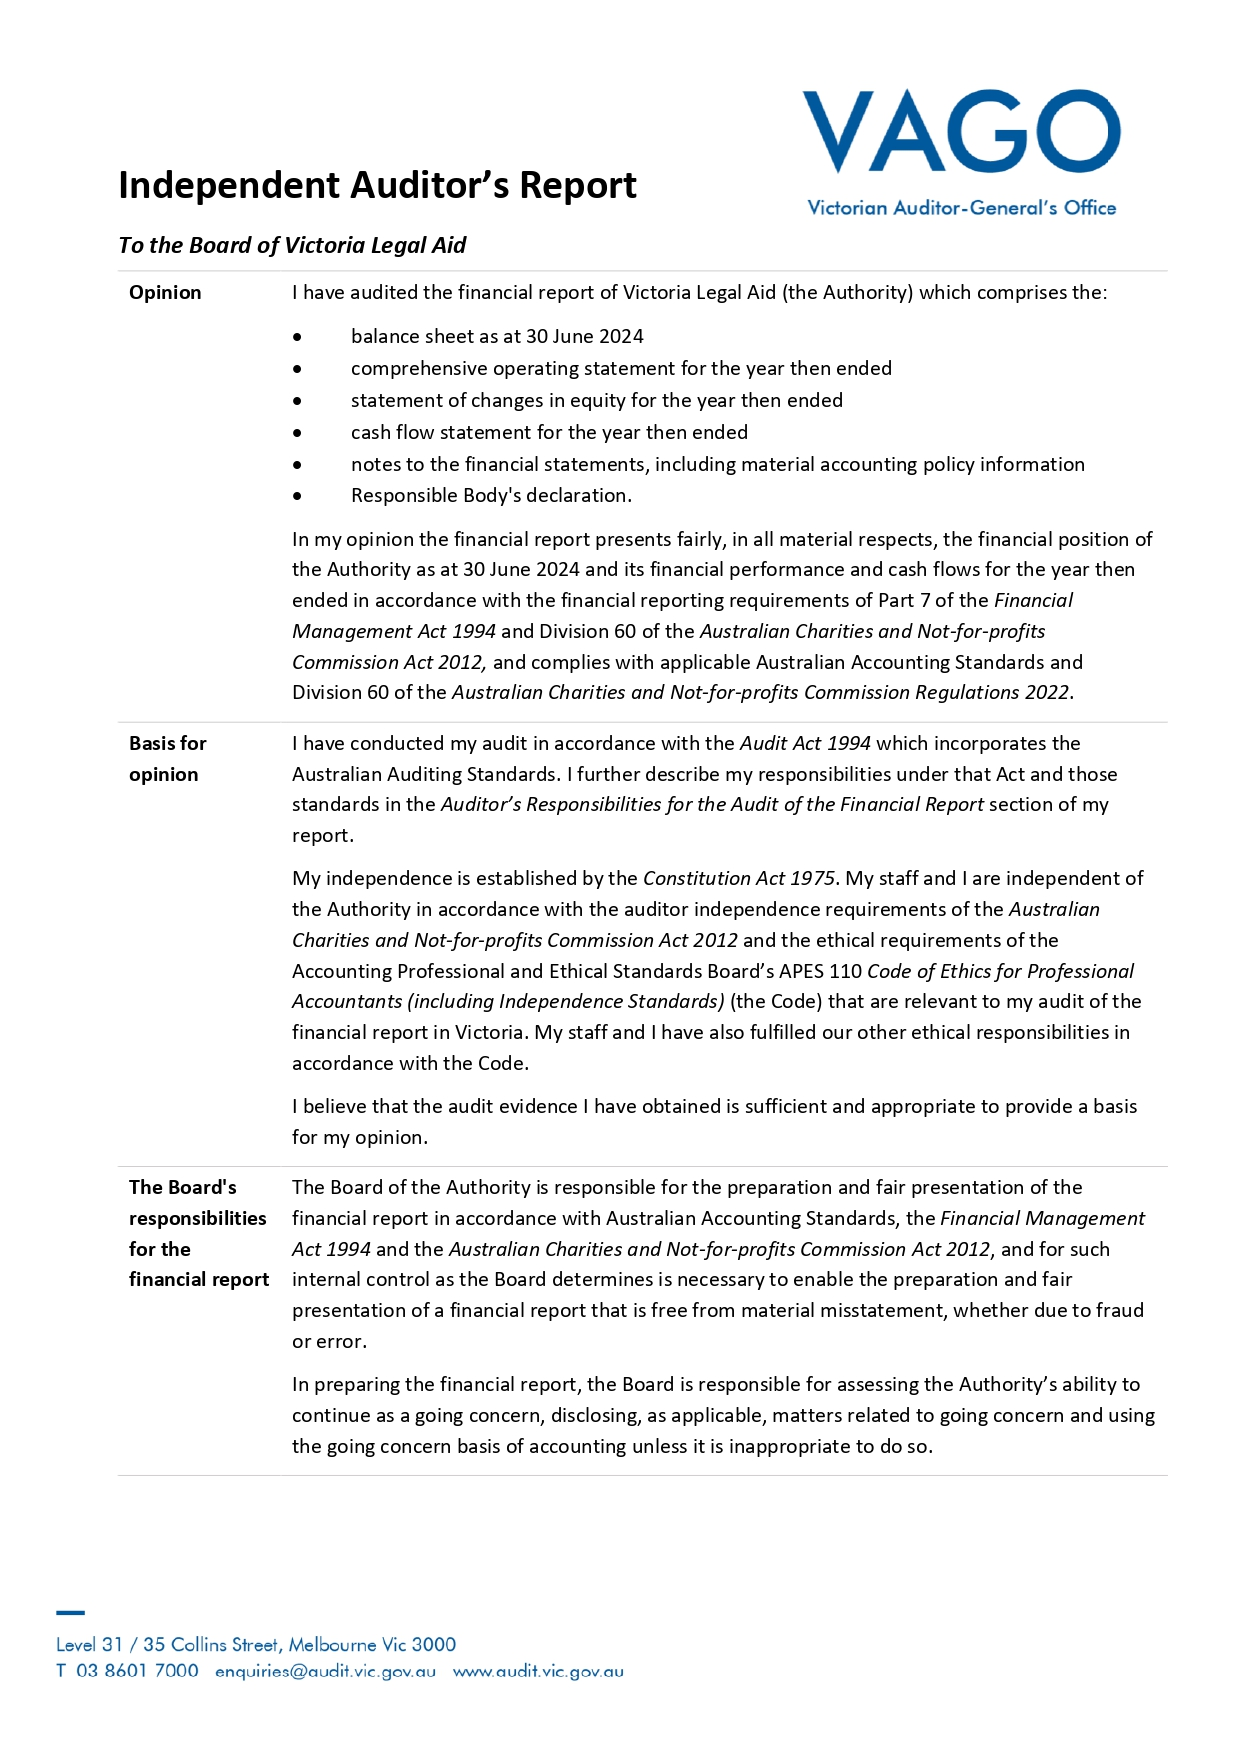 VAGO
Victorian Auditor-General's Office
Independent Auditor’s Report
To the Board of Victoria Legal Aid
Opinion
I have audited the financial report of Victoria Legal Aid (the Authority) which comprises the:
• balance sheet as at 30 June 2024
• comprehensive operating statement for the year then ended
• statement of changes in equity for the year then ended
• cash flow statement for the year then ended
• notes to the financial statements, including material accounting policy information
• Responsible Body's declaration.
In my opinion the financial report presents fairly, in all material respects, the financial position of
the Authority as at 30 June 2024 and its financial performance and cash flows for the year then
ended in accordance with the financial reporting requirements of Part 7 of the Financial
Management Act 1994 and Division 60 of the Australian Charities and Not-for-profits
Commission Act 2012, and complies with applicable Australian Accounting Standards and
Division 60 of the Australian Charities and Not-for-profits Commission Regulations 2022.
Basis for
opinion
I have conducted my audit in accordance with the Audit Act 1994 which incorporates the
Australian Auditing Standards. I further describe my responsibilities under that Act and those
standards in the Auditor’s Responsibilities for the Audit of the Financial Report section of my
report.
My independence is established by the Constitution Act 1975. My staff and I are independent of
the Authority in accordance with the auditor independence requirements of the Australian
Charities and Not-for-profits Commission Act 2012 and the ethical requirements of the
Accounting Professional and Ethical Standards Board’s APES 110 Code of Ethics for Professional
Accountants (including Independence Standards) (the Code) that are relevant to my audit of the
financial report in Victoria. My staff and I have also fulfilled our other ethical responsibilities in
accordance with the Code.
I believe that the audit evidence I have obtained is sufficient and appropriate to provide a basis
for my opinion.
The Board's
responsibilities
for the
financial report
The Board of the Authority is responsible for the preparation and fair presentation of the
financial report in accordance with Australian Accounting Standards, the Financial Management
Act 1994 and the Australian Charities and Not-for-profits Commission Act 2012, and for such
internal control as the Board determines is necessary to enable the preparation and fair
presentation of a financial report that is free from material misstatement, whether due to fraud
or error.
In preparing the financial report, the Board is responsible for assessing the Authority’s ability to
continue as a going concern, disclosing, as applicable, matters related to going concern and using
the going concern basis of accounting unless it is inappropriate to do so.
Level 31 / 35 Collins Street, Melbourne Vic 3000
T 03 8601 7000 enquiries@audit.vic.gov.au www.audit.vic.gov.au